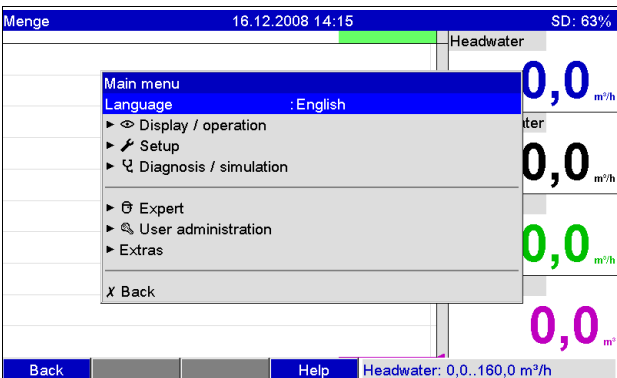 Menge 16.12.2008 14:15 SD: 63%
Headwater
0,0 m³/h
Main menu
Language : English
► Display / operation
► Setup
► Diagnosis / simulation
► Expert
► User administration
► Extras
X Back
0,0 m³/h
0,0 m³/h
0,0 m³
Back Help Headwater: 0,0..160,0 m³/h